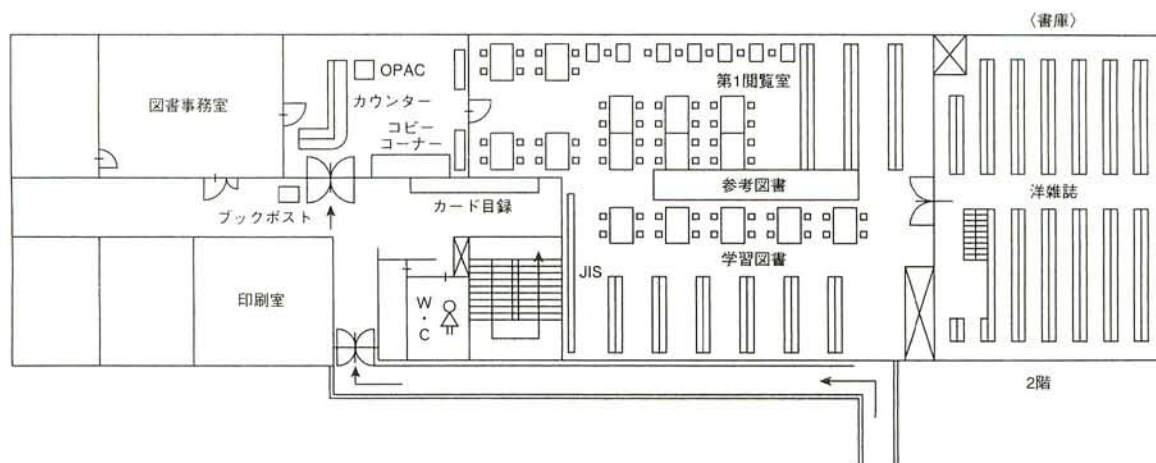 〈書庫〉
図書事務室
OPAC
カウンター
コピー
コーナー
第1閲覧室
参考図書
洋雑誌
ブックポスト
カード目録
学習図書
JIS
印刷室
W・C
2階